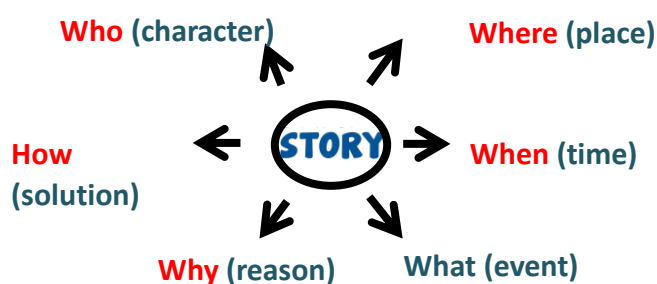 Who (character)
Where (place)
STORY
How
(solution)
When (time)
Why (reason)
What (event)